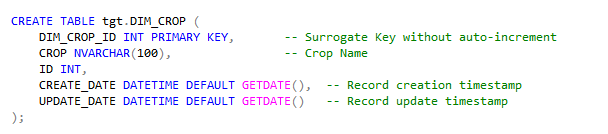 CREATE TABLE tgt.DIM_CROP (
    DIM_CROP_ID INT PRIMARY KEY,       -- Surrogate Key without auto-increment
    CROP NVARCHAR(100),                -- Crop Name
    ID INT,
    CREATE_DATE DATETIME DEFAULT GETDATE(),  -- Record creation timestamp
    UPDATE_DATE DATETIME DEFAULT GETDATE()   -- Record update timestamp
);